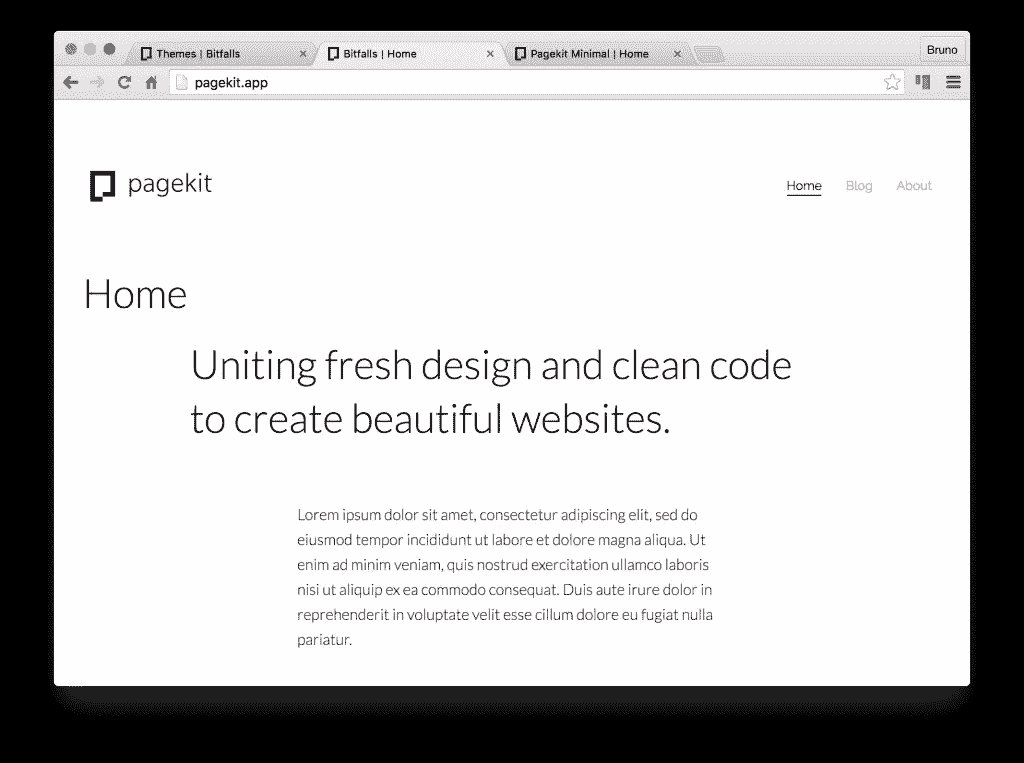 Themes | Bitfalls
Bitfalls | Home
Pagekit Minimal | Home
Bruno
pagekit.app
pagekit
Home
Blog
About
Home
Uniting fresh design and clean code
to create beautiful websites.
Lorem ipsum dolor sit amet, consectetur adipiscing elit, sed do
eiusmod tempor incididunt ut labore et dolore magna aliqua. Ut
enim ad minim veniam, quis nostrud exercitation ullamco laboris
nisi ut aliquip ex ea commodo consequat. Duis aute irure dolor in
reprehenderit in voluptate velit esse cillum dolore eu fugiat nulla
pariatur.